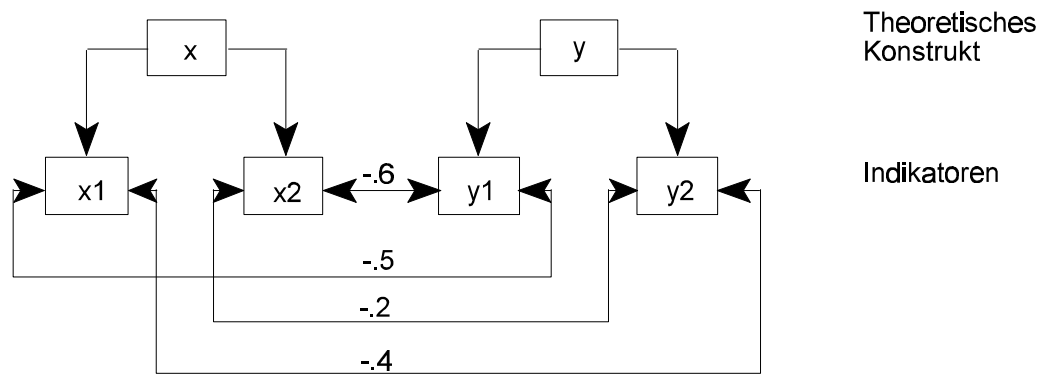 Theoretisches
Konstrukt
x
y
Indikatoren
x1
x2
-.6
y1
y2
-.5
-.2
-.4